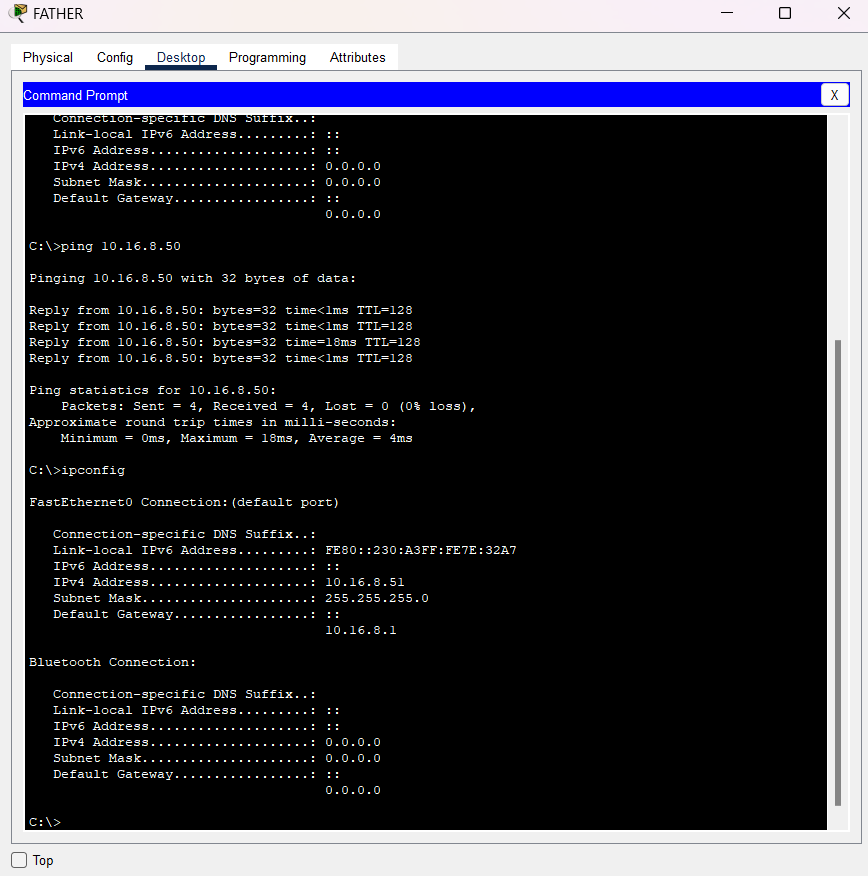 FATHER
Physical Config Desktop Programming Attributes
Command Prompt X
Connection-specific DNS Suffix..:
Link-local IPv6 Address.........: ::
IPv6 Address....................: ::
IPv4 Address....................: 0.0.0.0
Subnet Mask.....................: 0.0.0.0
Default Gateway.................: ::
0.0.0.0
C:\>ping 10.16.8.50
Pinging 10.16.8.50 with 32 bytes of data:
Reply from 10.16.8.50: bytes=32 time<1ms TTL=128
Reply from 10.16.8.50: bytes=32 time<1ms TTL=128
Reply from 10.16.8.50: bytes=32 time=18ms TTL=128
Reply from 10.16.8.50: bytes=32 time<1ms TTL=128
Ping statistics for 10.16.8.50:
Packets: Sent = 4, Received = 4, Lost = 0 (0% loss),
Approximate round trip times in milli-seconds:
Minimum = 0ms, Maximum = 18ms, Average = 4ms
C:\>ipconfig
FastEthernet0 Connection:(default port)
Connection-specific DNS Suffix..:
Link-local IPv6 Address.........: FE80::230:A3FF:FE7E:32A7
IPv6 Address....................: ::
IPv4 Address....................: 10.16.8.51
Subnet Mask.....................: 255.255.255.0
Default Gateway.................: ::
10.16.8.1
Bluetooth Connection:
Connection-specific DNS Suffix..:
Link-local IPv6 Address.........: ::
IPv6 Address....................: ::
IPv4 Address....................: 0.0.0.0
Subnet Mask.....................: 0.0.0.0
Default Gateway.................: ::
0.0.0.0
C:\>
Top